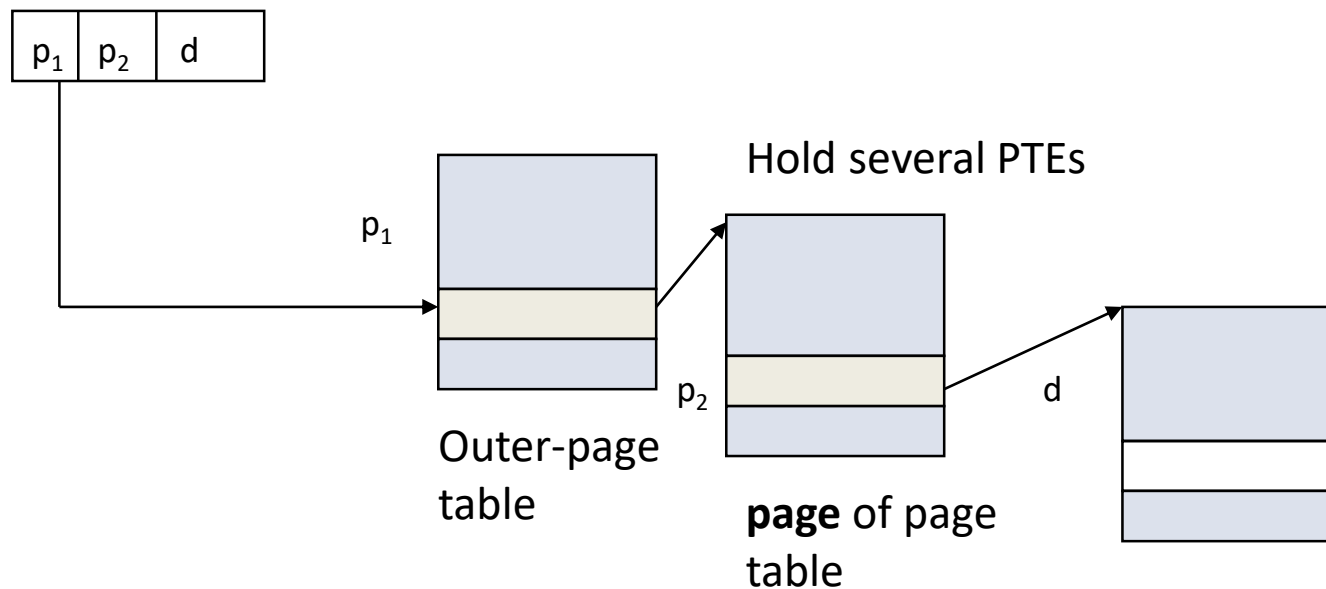 p₁ p₂ d
Hold several PTEs
p₁
p₂
d
Outer-page
table
page of page
table